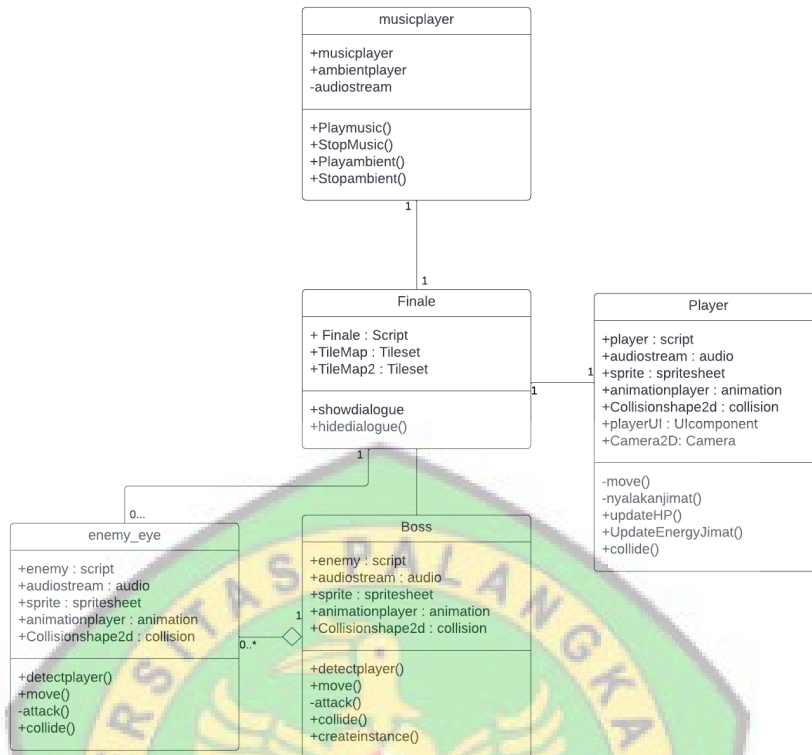 musicplayer
+musicplayer
+ambientplayer
-audiostream
+Playmusic()
+StopMusic()
+Playambient()
+Stopambient()
1
1
Finale
+ Finale : Script
+TileMap : Tileset
+TileMap2 : Tileset
+showdialogue
+hidedialogue()
1
1
Player
+player : script
+audiostream : audio
+sprite : spritesheet
+animationplayer : animation
+Collisionshape2d : collision
+playerUI : UIcomponent
+Camera2D: Camera
-move()
-nyalakanjimat()
+updateHP()
+UpdateEnergyJimat()
+collide()
1
0...
enemy_eye
+enemy : script
+audiostream : audio
+sprite : spritesheet
+animationplayer : animation
+Collisionshape2d : collision
+detectplayer()
+move()
-attack()
+collide()
0..*
1
Boss
+enemy : script
+audiostream : audio
+sprite : spritesheet
+animationplayer : animation
+Collisionshape2d : collision
+detectplayer()
+move()
-attack()
+collide()
+createinstance()
ERSITAS PALANGKA